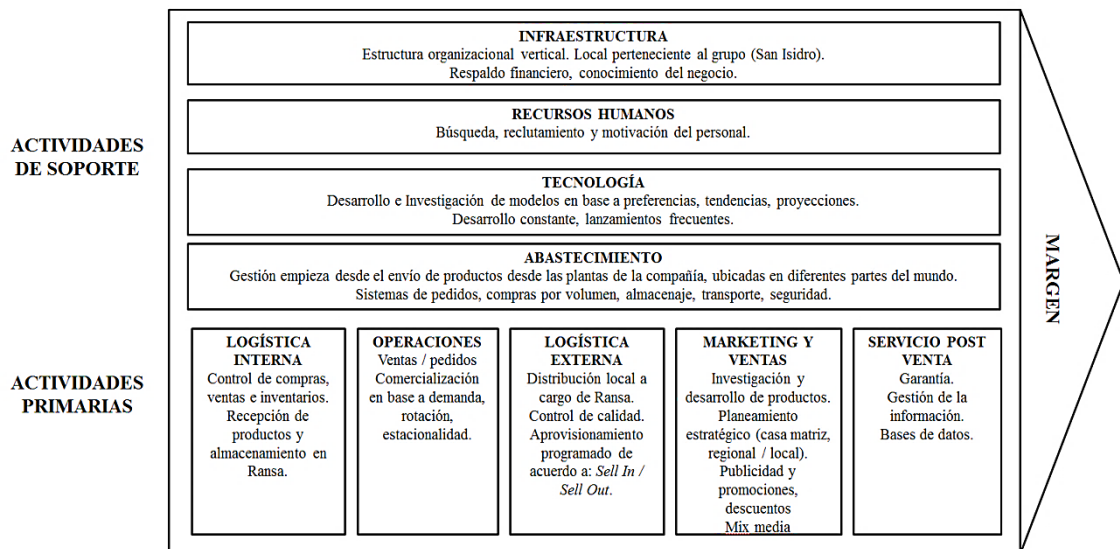 INFRAESTRUCTURA
Estructura organizacional vertical. Local perteneciente al grupo (San Isidro).
Respaldo financiero, conocimiento del negocio.
RECURSOS HUMANOS
Búsqueda, reclutamiento y motivación del personal.
ACTIVIDADES
DE SOPORTE
TECNOLOGÍA
Desarrollo e Investigación de modelos en base a preferencias, tendencias, proyecciones.
Desarrollo constante, lanzamientos frecuentes.
ABASTECIMIENTO
Gestión empieza desde el envío de productos desde las plantas de la compañía, ubicadas en diferentes partes del mundo.
Sistemas de pedidos, compras por volumen, almacenaje, transporte, seguridad.
ACTIVIDADES
PRIMARIAS
LOGÍSTICA
INTERNA
Control de compras,
ventas e inventarios.
Recepción de
productos y
almacenamiento en
Ransa.
OPERACIONES
Ventas / pedidos
Comercialización
en base a demanda,
rotación,
estacionalidad.
LOGÍSTICA
EXTERNA
Distribución local a
cargo de Ransa.
Control de calidad.
Aprovisionamiento
programado de
acuerdo a: Sell In /
Sell Out.
MARKETING Y
VENTAS
Investigación y
desarrollo de productos.
Planeamiento
estratégico (casa matriz,
regional / local).
Publicidad y
promociones,
descuentos
Mix media
SERVICIO POST
VENTA
Garantía.
Gestión de la
información.
Bases de datos.
MARGEN